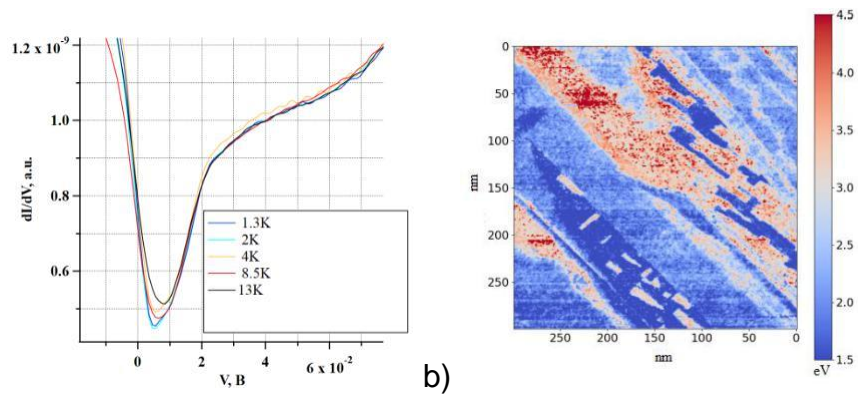 1.2 x 10⁻⁹
1.0
0.8
0.6
dI/dV, a.u.
1.3K
2K
4K
8.5K
13K
0
2
4
6 x 10⁻²
V, B
b)
0
50
100
150
200
250
nm
250
200
150
100
50
0
nm
4.5
4.0
3.5
3.0
2.5
2.0
1.5
eV